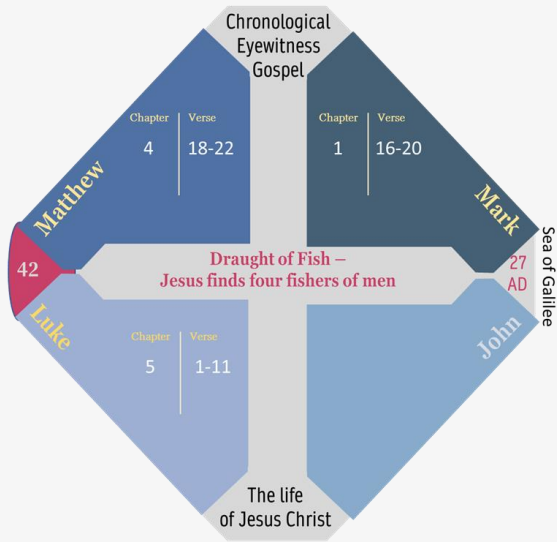 Chronological
Eyewitness
Gospel
Chapter
Verse
4
18-22
Matthew
Chapter
Verse
1
16-20
Mark
42
Draught of Fish –
Jesus finds four fishers of men
27
AD
Sea of Galilee
Luke
Chapter
Verse
5
1-11
John
The life
of Jesus Christ